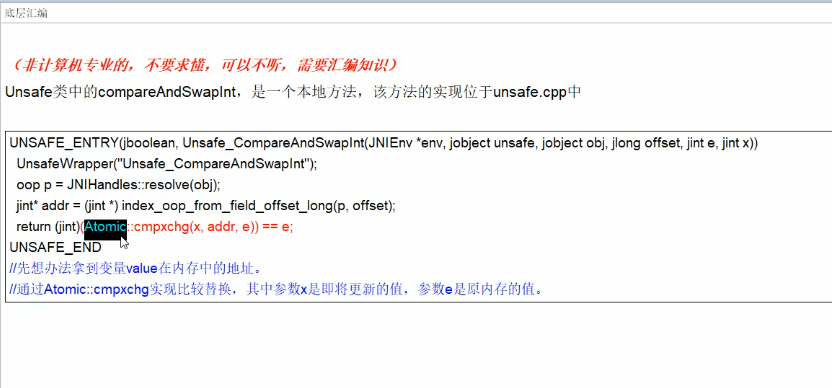 底层汇编
（非计算机专业的，不要求懂，可以不听，需要汇编知识）
Unsafe类中的compareAndSwapInt，是一个本地方法，该方法的实现位于unsafe.cpp中
UNSAFE_ENTRY(jboolean, Unsafe_CompareAndSwapInt(JNIEnv *env, jobject unsafe, jobject obj, jlong offset, jint e, jint x))
UnsafeWrapper("Unsafe_CompareAndSwapInt");
oop p = JNIHandles::resolve(obj);
jint* addr = (jint *) index_oop_from_field_offset_long(p, offset);
return (jint)(Atomic::cmpxchg(x, addr, e)) == e;
UNSAFE_END
//先想办法拿到变量value在内存中的地址。
//通过Atomic::cmpxchg实现比较替换，其中参数x是即将更新的值，参数e是原内存的值。